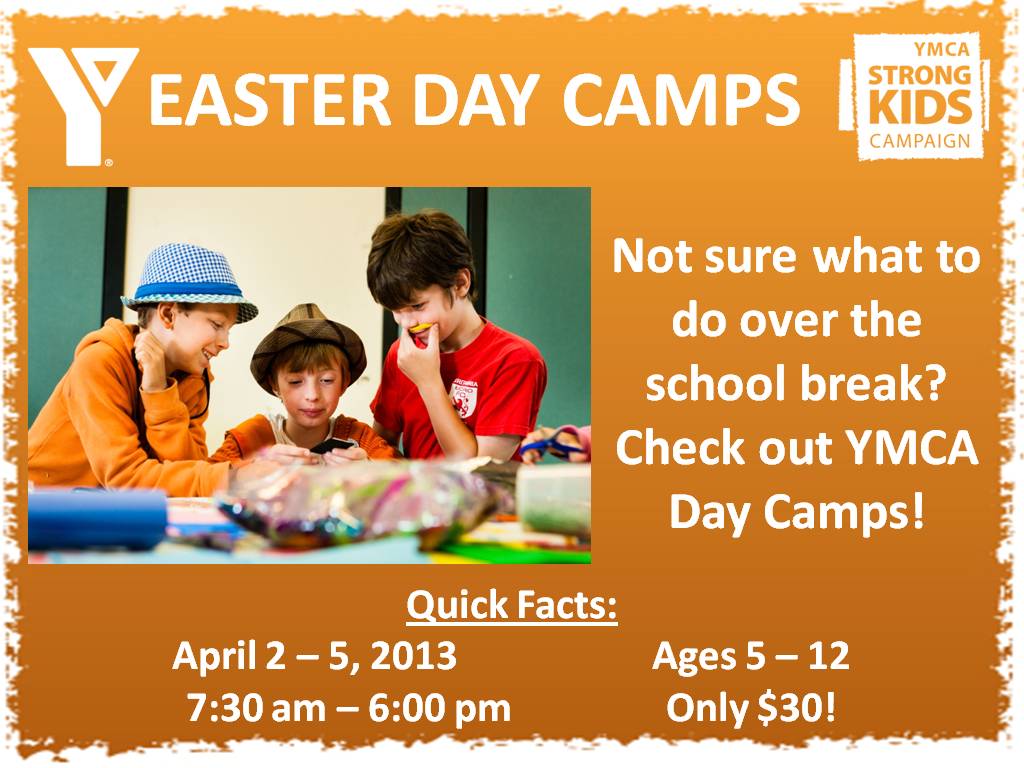 Y
®
EASTER DAY CAMPS
YMCA
STRONG
KIDS
CAMPAIGN
Not sure what to
do over the
school break?
Check out YMCA
Day Camps!
Quick Facts:
April 2 – 5, 2013 Ages 5 – 12
7:30 am – 6:00 pm Only $30!